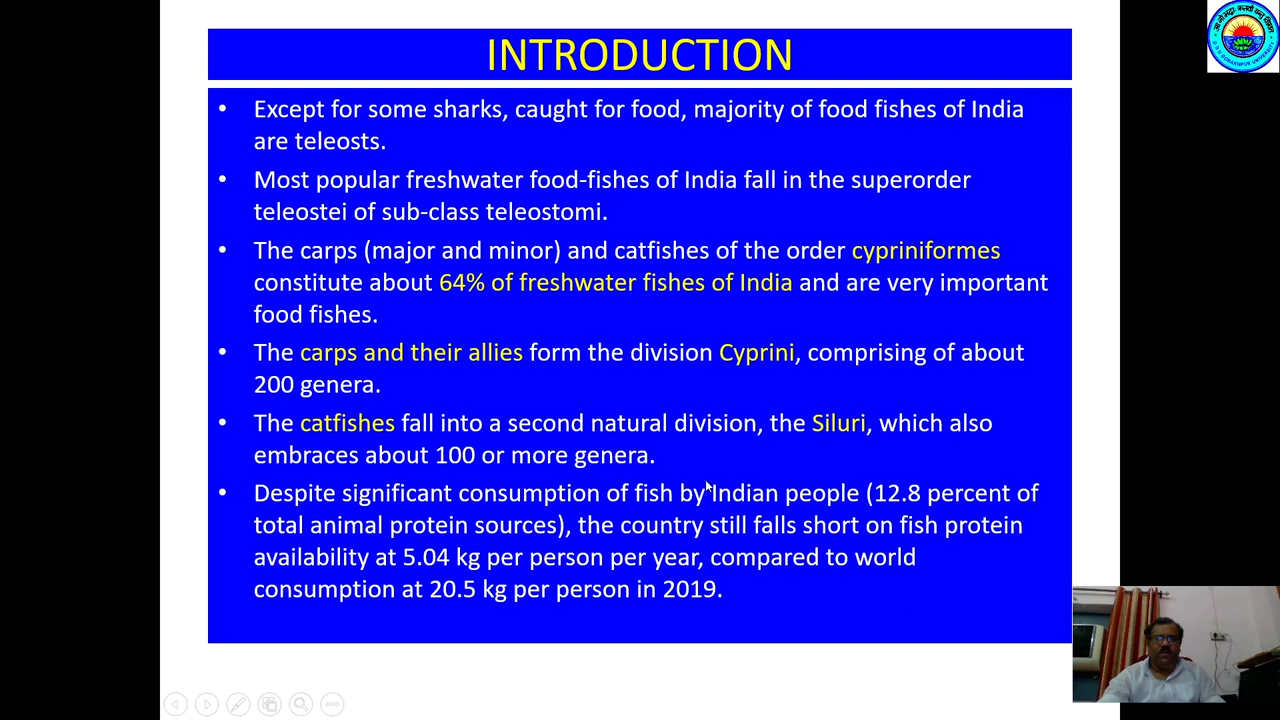 INTRODUCTION
• Except for some sharks, caught for food, majority of food fishes of India
are teleosts.
• Most popular freshwater food-fishes of India fall in the superorder
teleostei of sub-class teleostomi.
• The carps (major and minor) and catfishes of the order cypriniformes
constitute about 64% of freshwater fishes of India and are very important
food fishes.
• The carps and their allies form the division Cyprini, comprising of about
200 genera.
• The catfishes fall into a second natural division, the Siluri, which also
embraces about 100 or more genera.
• Despite significant consumption of fish by Indian people (12.8 percent of
total animal protein sources), the country still falls short on fish protein
availability at 5.04 kg per person per year, compared to world
consumption at 20.5 kg per person in 2019.